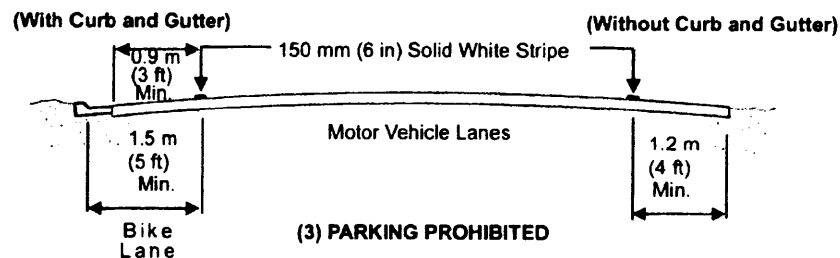 (With Curb and Gutter)
(Without Curb and Gutter)
0.9 m
(3 ft)
Min.
150 mm (6 in) Solid White Stripe
1.5 m
(5 ft)
Min.
Motor Vehicle Lanes
1.2 m
(4 ft)
Min.
Bike
Lane
(3) PARKING PROHIBITED